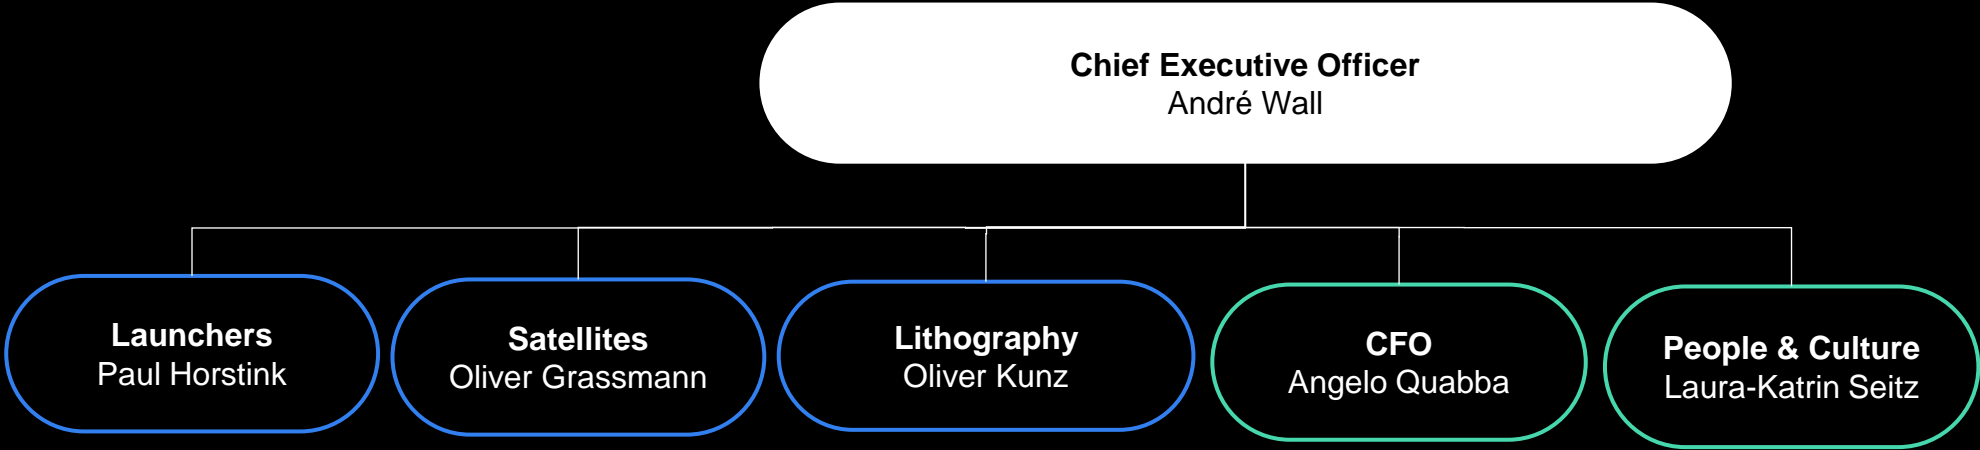 Chief Executive Officer
André Wall
Launchers
Paul Horstink
Satellites
Oliver Grassmann
Lithography
Oliver Kunz
CFO
Angelo Quabba
People & Culture
Laura-Katrin Seitz